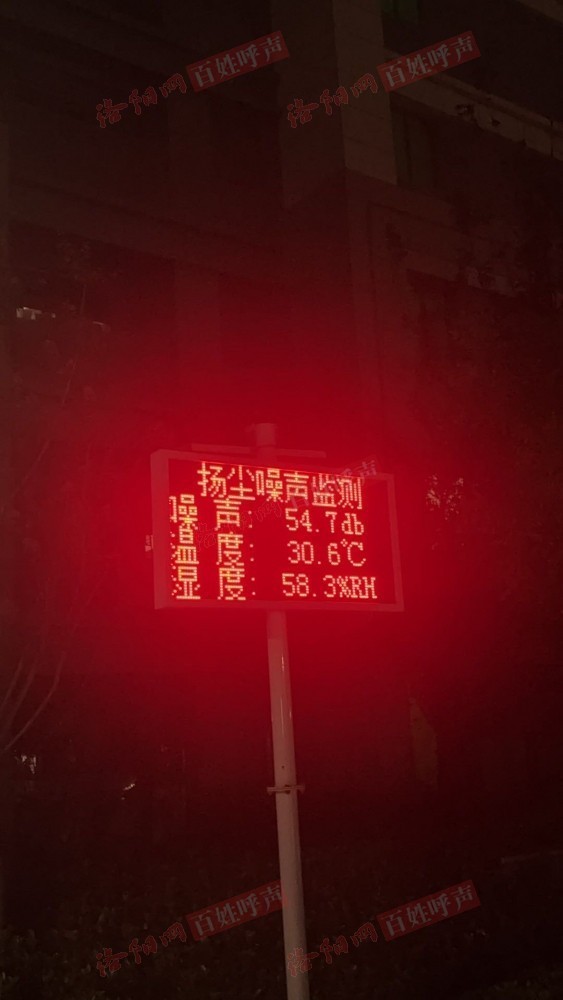 洛阳网 百姓呼声
洛阳网 百姓呼声
扬尘噪声监测
噪 声: 54.7db
温 度: 30.6℃
湿 度: 58.3%RH
洛阳网 百姓呼声
洛阳网 百姓呼声